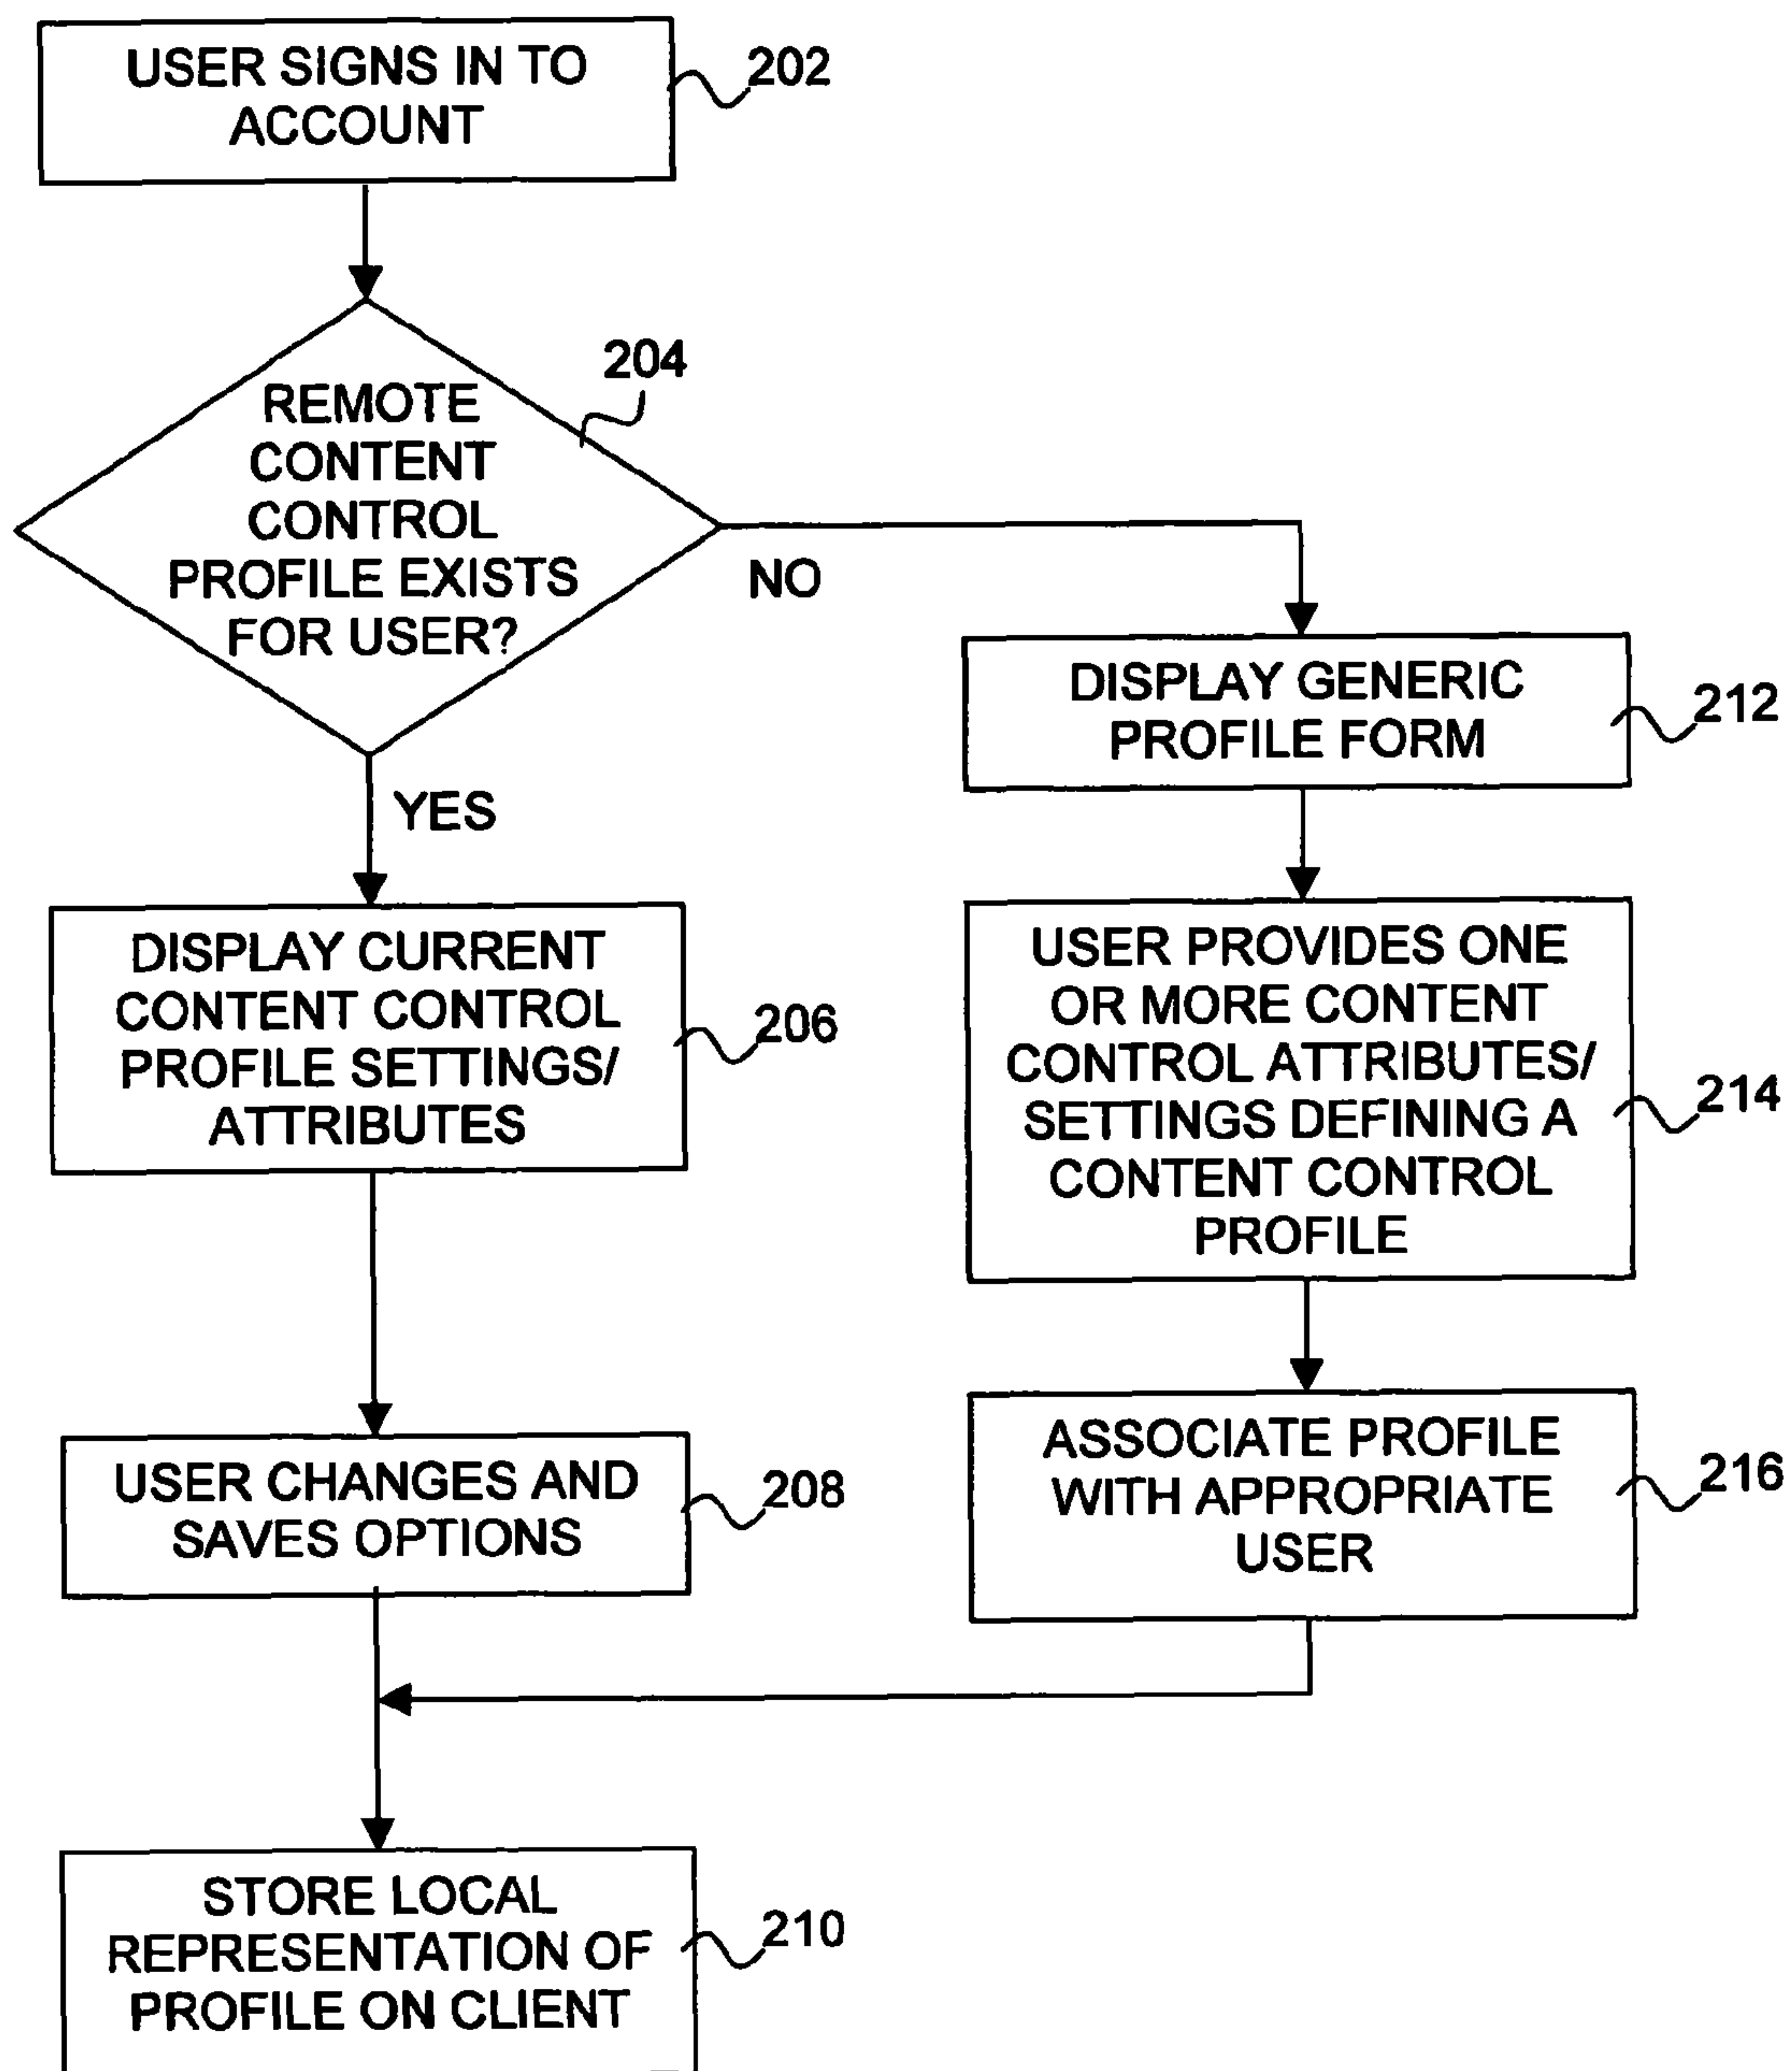 USER SIGNS IN TO
ACCOUNT
202
204
REMOTE
CONTENT
CONTROL
PROFILE EXISTS
FOR USER?
NO
YES
DISPLAY CURRENT
CONTENT CONTROL
PROFILE SETTINGS/
ATTRIBUTES
206
USER CHANGES AND
SAVES OPTIONS
208
DISPLAY GENERIC
PROFILE FORM
212
USER PROVIDES ONE
OR MORE CONTENT
CONTROL ATTRIBUTES/
SETTINGS DEFINING A
CONTENT CONTROL
PROFILE
214
ASSOCIATE PROFILE
WITH APPROPRIATE
USER
216
STORE LOCAL
REPRESENTATION OF
PROFILE ON CLIENT
210